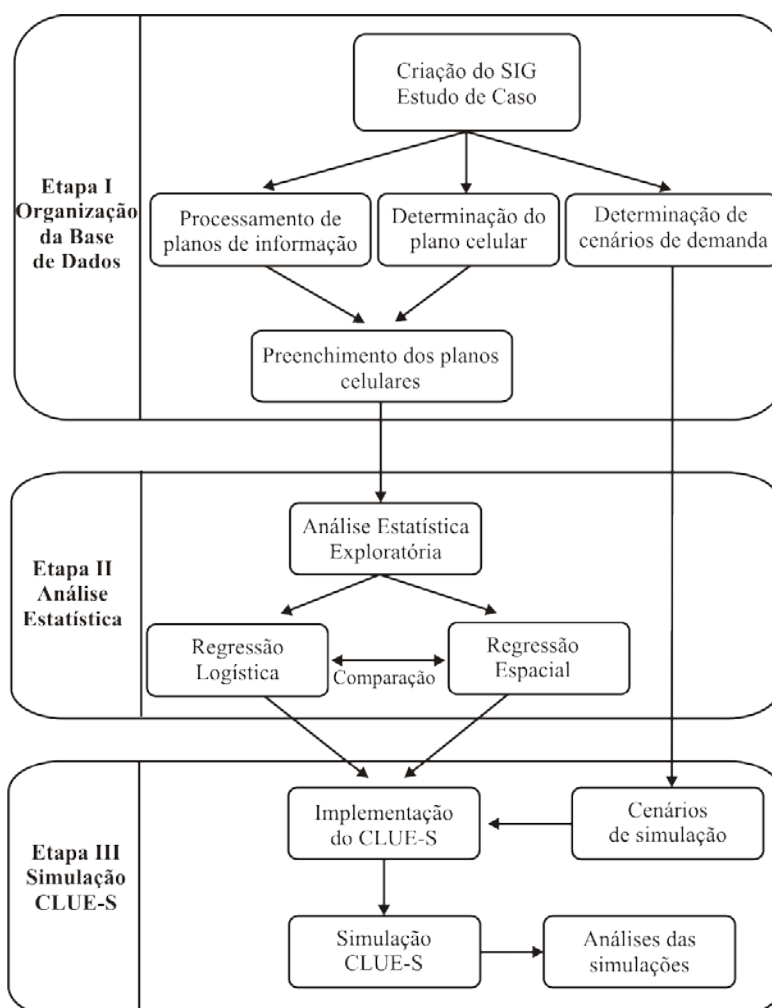 Criação do SIG
Estudo de Caso
Etapa I
Organização
da Base
de Dados
Processamento de
planos de informação
Determinação do
plano celular
Determinação de
cenários de demanda
Preenchimento dos planos
celulares
Etapa II
Análise
Estatística
Análise Estatística
Exploratória
Regressão
Logística
Comparação
Regressão
Espacial
Etapa III
Simulação
CLUE-S
Implementação
do CLUE-S
Cenários
de simulação
Simulação
CLUE-S
Análises das
simulações